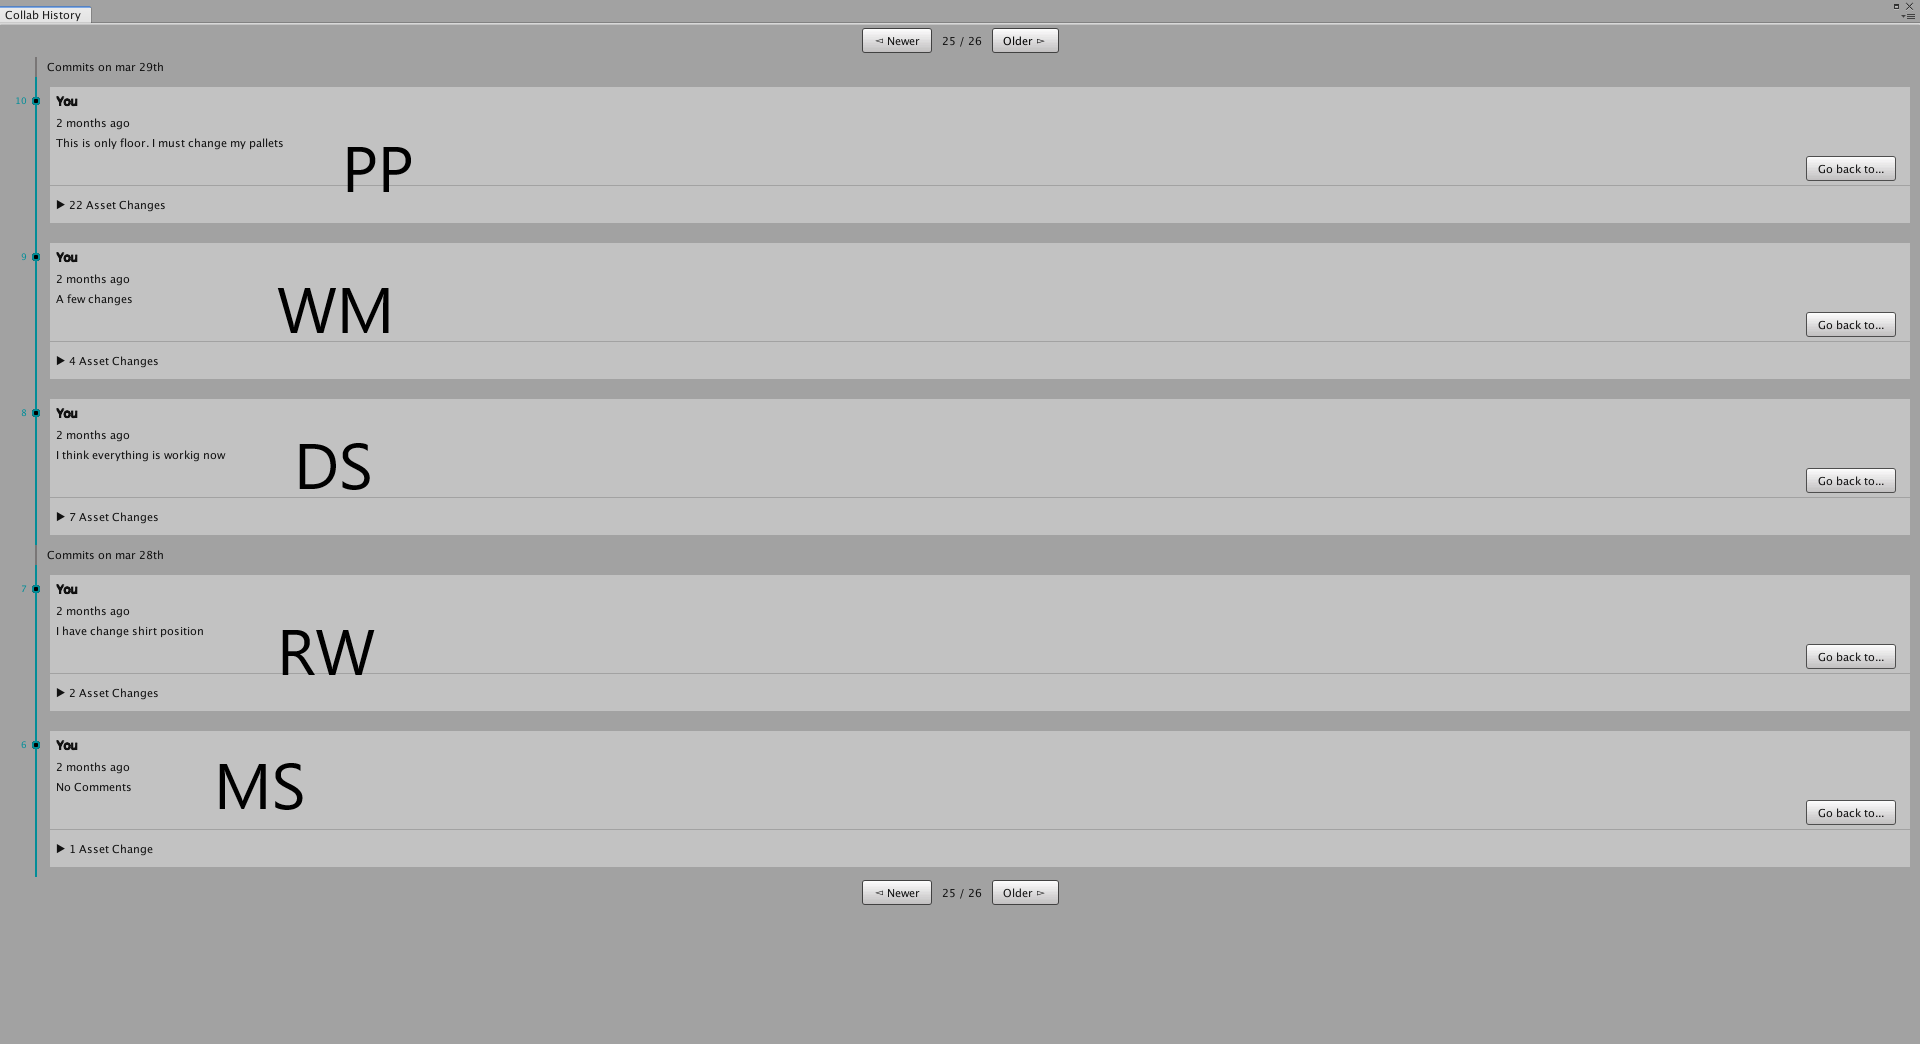 Collab History
◅ Newer 25 / 26 Older ▻
Commits on mar 29th
10 You
2 months ago
This is only floor. I must change my pallets
PP
Go back to...
▶ 22 Asset Changes
9 You
2 months ago
A few changes
WM
Go back to...
▶ 4 Asset Changes
8 You
2 months ago
I think everything is workig now
DS
Go back to...
▶ 7 Asset Changes
Commits on mar 28th
7 You
2 months ago
I have change shirt position
RW
Go back to...
▶ 2 Asset Changes
6 You
2 months ago
No Comments
MS
Go back to...
▶ 1 Asset Change
◅ Newer 25 / 26 Older ▻